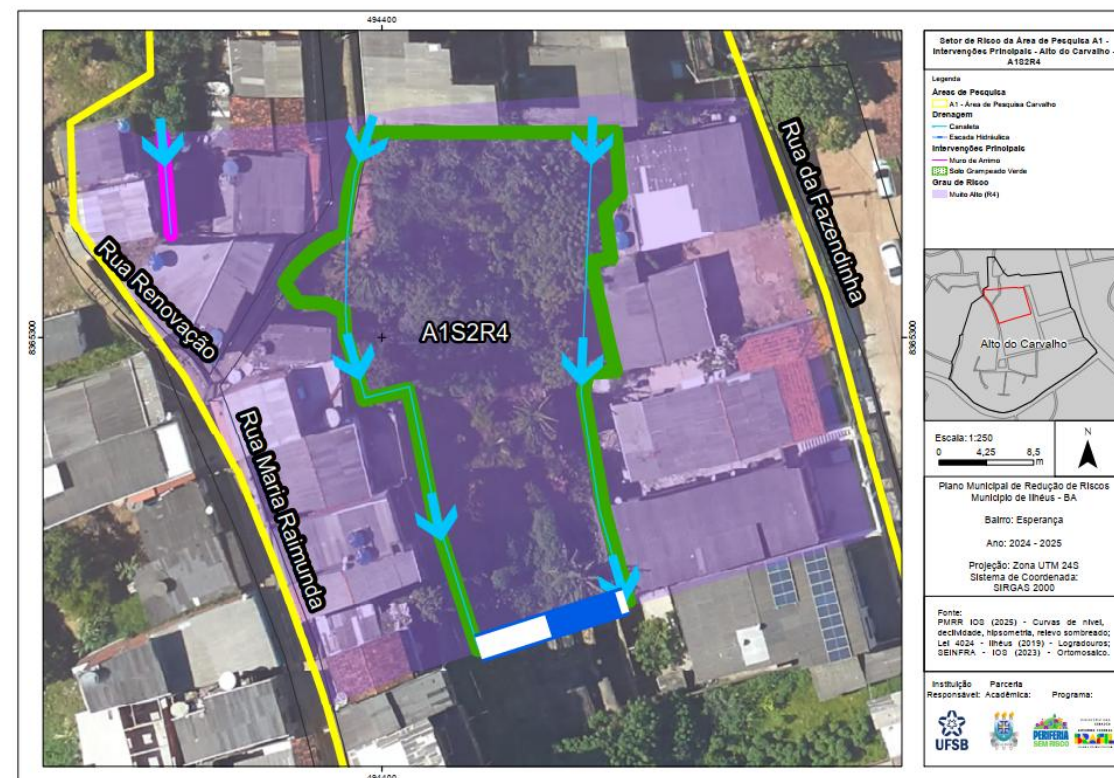 494400
8365300
Rua Renovação
Rua Maria Raimunda
Rua da Fazendinha
A1S2R4
8365300
494400
Setor de Risco da Área de Pesquisa A1 -
Intervenções Principais - Alto do Carvalho -
A1S2R4
Legenda
Áreas de Pesquisa
A1 - Área de Pesquisa Carvalho
Drenagem
Canaleta
Escada Hidráulica
Intervenções Principais
Muro de Arrimo
Solo Grampeado Verde
Grau de Risco
Muito Alto (R4)
Alto do Carvalho
Escala: 1:250
0 4,25 8,5
m
N
Plano Municipal de Redução de Riscos
Município de Ilhéus - BA
Bairro: Esperança
Ano: 2024 - 2025
Projeção: Zona UTM 24S
Sistema de Coordenada:
SIRGAS 2000
Fonte:
PMRR IOS (2025) - Curvas de nível,
declividade, hipsometria, relevo sombreado;
Lei 4024 - Ilhéus (2019) - Logradouros;
SEINFRA - IOS (2023) - Ortomosaico.
Instituição Parceria
Responsável: Acadêmica: Programa:
UFSB
PERIFERIA
SEM RISCO
BRASIL